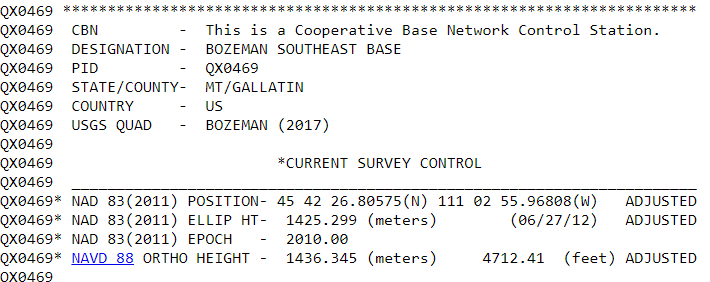 QX0469 ***********************************************************************
QX0469  CBN         -  This is a Cooperative Base Network Control Station.
QX0469  DESIGNATION -  BOZEMAN SOUTHEAST BASE
QX0469  PID         -  QX0469
QX0469  STATE/COUNTY-  MT/GALLATIN
QX0469  COUNTRY     -  US
QX0469  USGS QUAD   -  BOZEMAN (2017)
QX0469
QX0469                         *CURRENT SURVEY CONTROL
QX0469  ______________________________________________________________________
QX0469* NAD 83(2011) POSITION- 45 42 26.80575(N) 111 02 55.96808(W)   ADJUSTED
QX0469* NAD 83(2011) ELLIP HT-  1425.299 (meters)        (06/27/12)   ADJUSTED
QX0469* NAD 83(2011) EPOCH   -  2010.00
QX0469* NAVD 88 ORTHO HEIGHT -  1436.345 (meters)     4712.41  (feet) ADJUSTED
QX0469